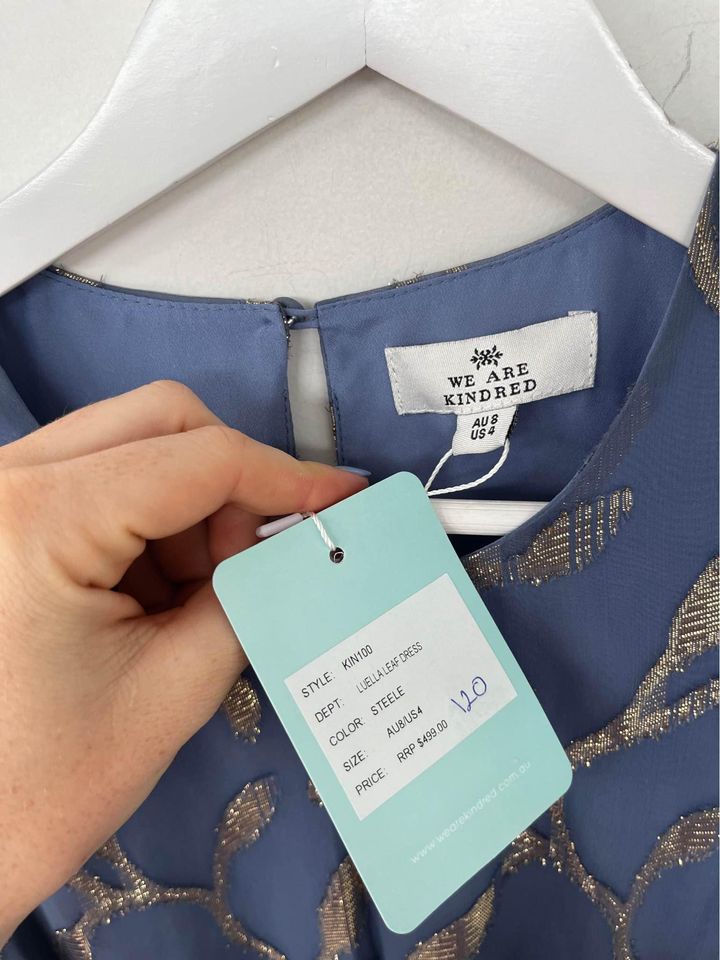 WE ARE
KINDRED
AU 8
US 4
STYLE: KIN100
DEPT: LUELLA LEAF DRESS
COLOR: STEELE
SIZE: AU8/US4
PRICE: RRP $499.00
120
www.wearekindred.com.au